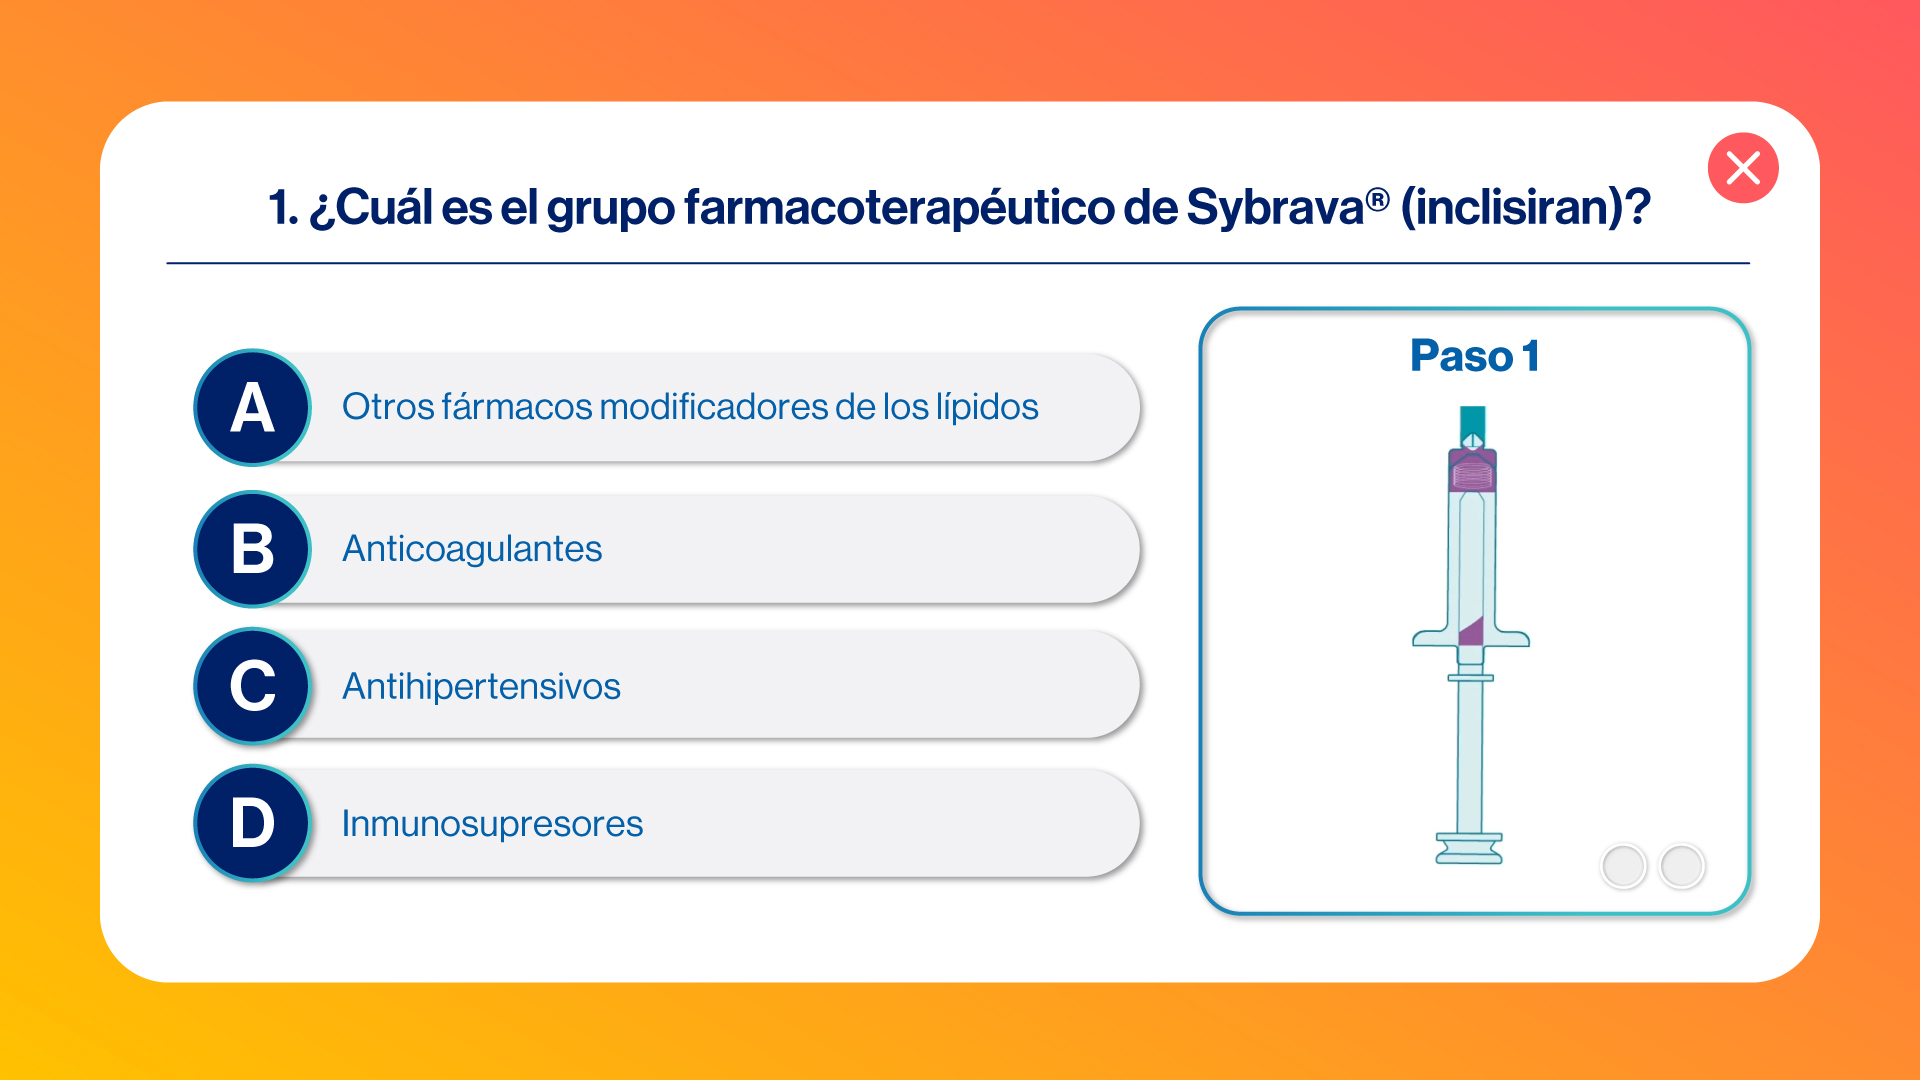 1. ¿Cuál es el grupo farmacoterapéutico de Sybrava® (inclisiran)?
A Otros fármacos modificadores de los lípidos
B Anticoagulantes
C Antihipertensivos
D Inmunosupresores
Paso 1